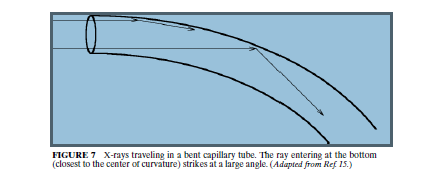 FIGURE 7 X-rays traveling in a bent capillary tube. The ray entering at the bottom
(closest to the center of curvature) strikes at a large angle. (Adapted from Ref. 15.)